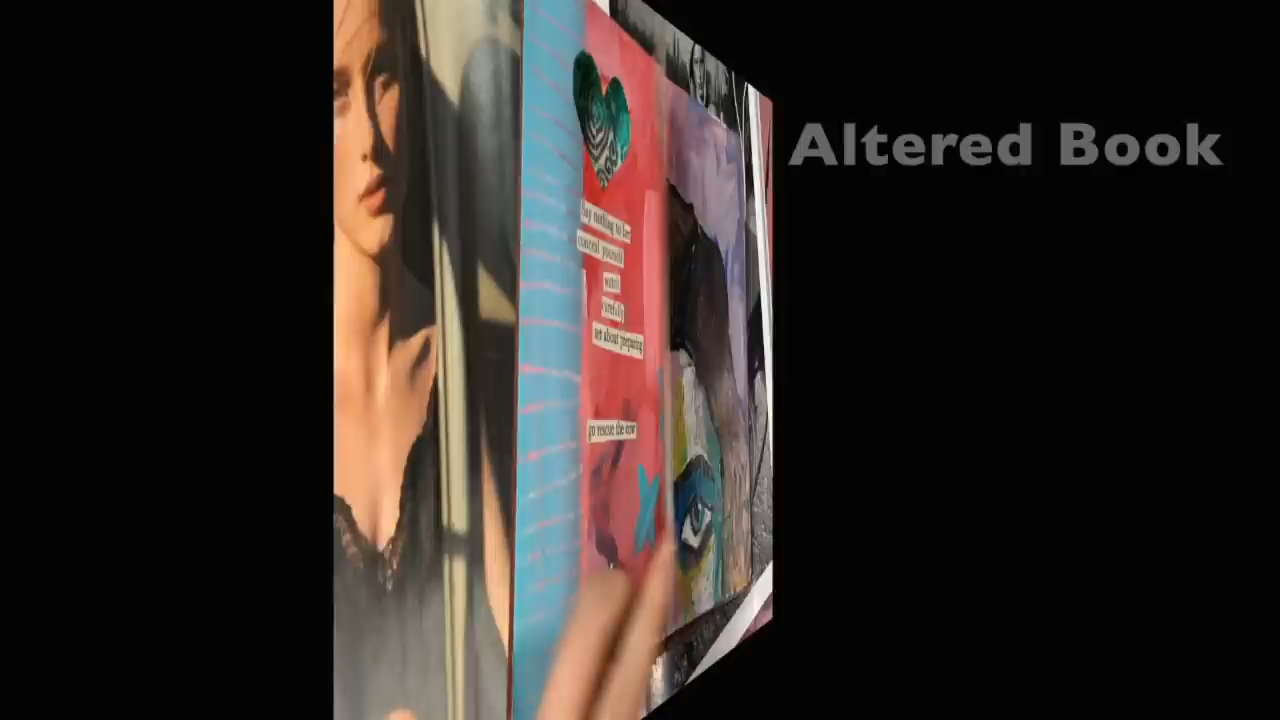 Altered Book
Say nothing to her
conceal yourself
watch
carefully
set about preparing
go rescue the cow